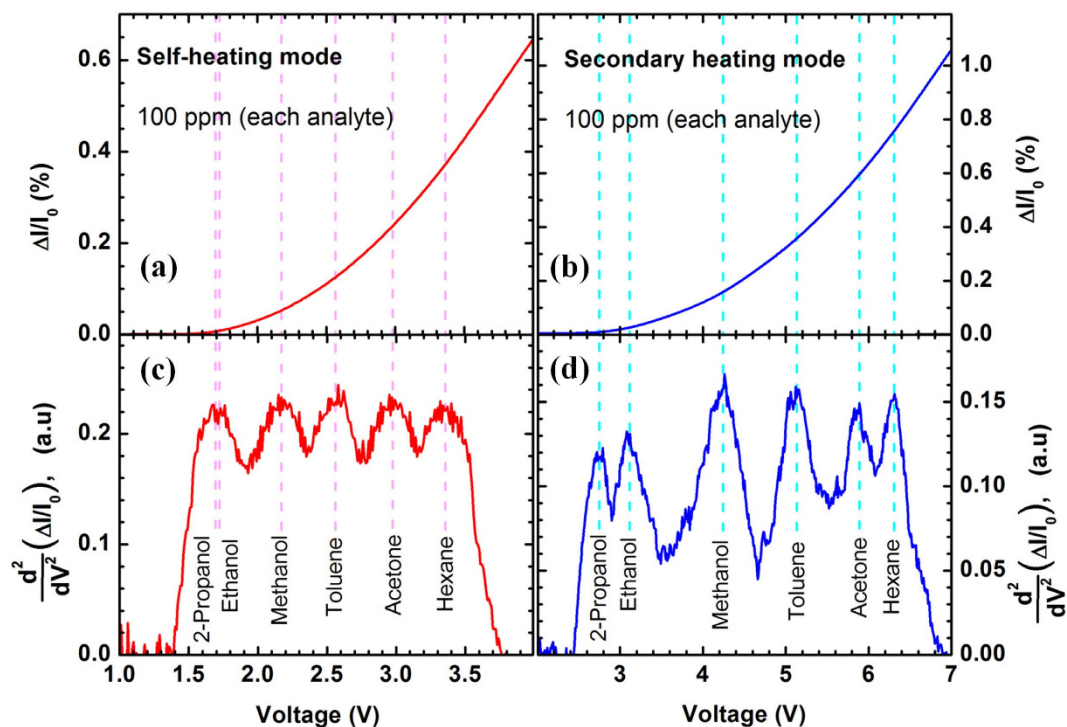 0.6
0.4
0.2
0.0
ΔI/I0 (%)
Self-heating mode
100 ppm (each analyte)
(a)
Secondary heating mode
100 ppm (each analyte)
(b)
1.0
0.8
0.6
0.4
0.2
0.0
ΔI/I0 (%)
(c)
0.2
0.1
0.0
d²/dV² (ΔI/I0), (a.u)
2-Propanol
Ethanol
Methanol
Toluene
Acetone
Hexane
1.0 1.5 2.0 2.5 3.0 3.5
Voltage (V)
(d)
0.15
0.10
0.05
0.00
d²/dV² (ΔI/I0), (a.u)
2-Propanol
Ethanol
Methanol
Toluene
Acetone
Hexane
3 4 5 6 7
Voltage (V)